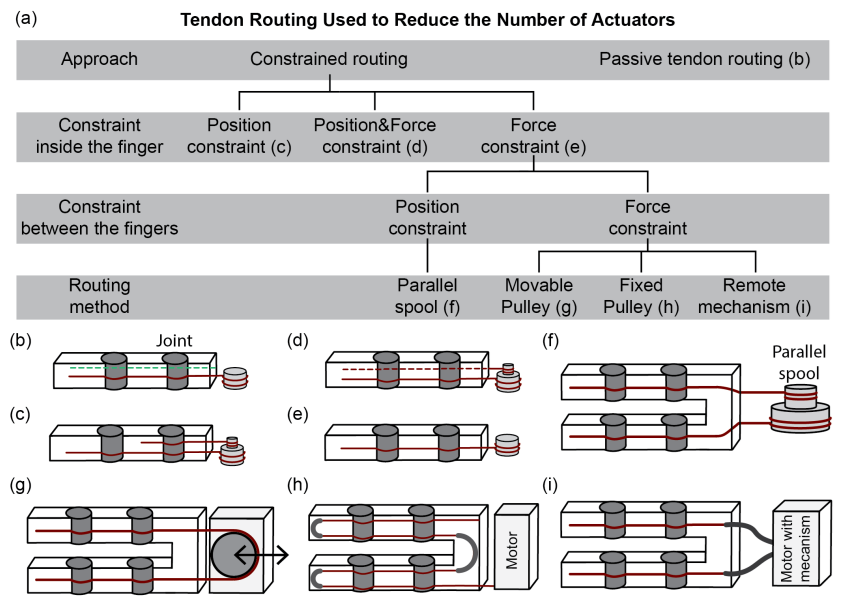 (a)
Tendon Routing Used to Reduce the Number of Actuators
Approach
Constrained routing
Passive tendon routing (b)
Constraint
inside the finger
Position
constraint (c)
Position&Force
constraint (d)
Force
constraint (e)
Constraint
between the fingers
Position
constraint
Force
constraint
Routing
method
Parallel
spool (f)
Movable
Pulley (g)
Fixed
Pulley (h)
Remote
mechanism (i)
(b)
Joint
(d)
(f)
Parallel
spool
(c)
(e)
(g)
(h)
Motor
(i)
Motor with
mecanism